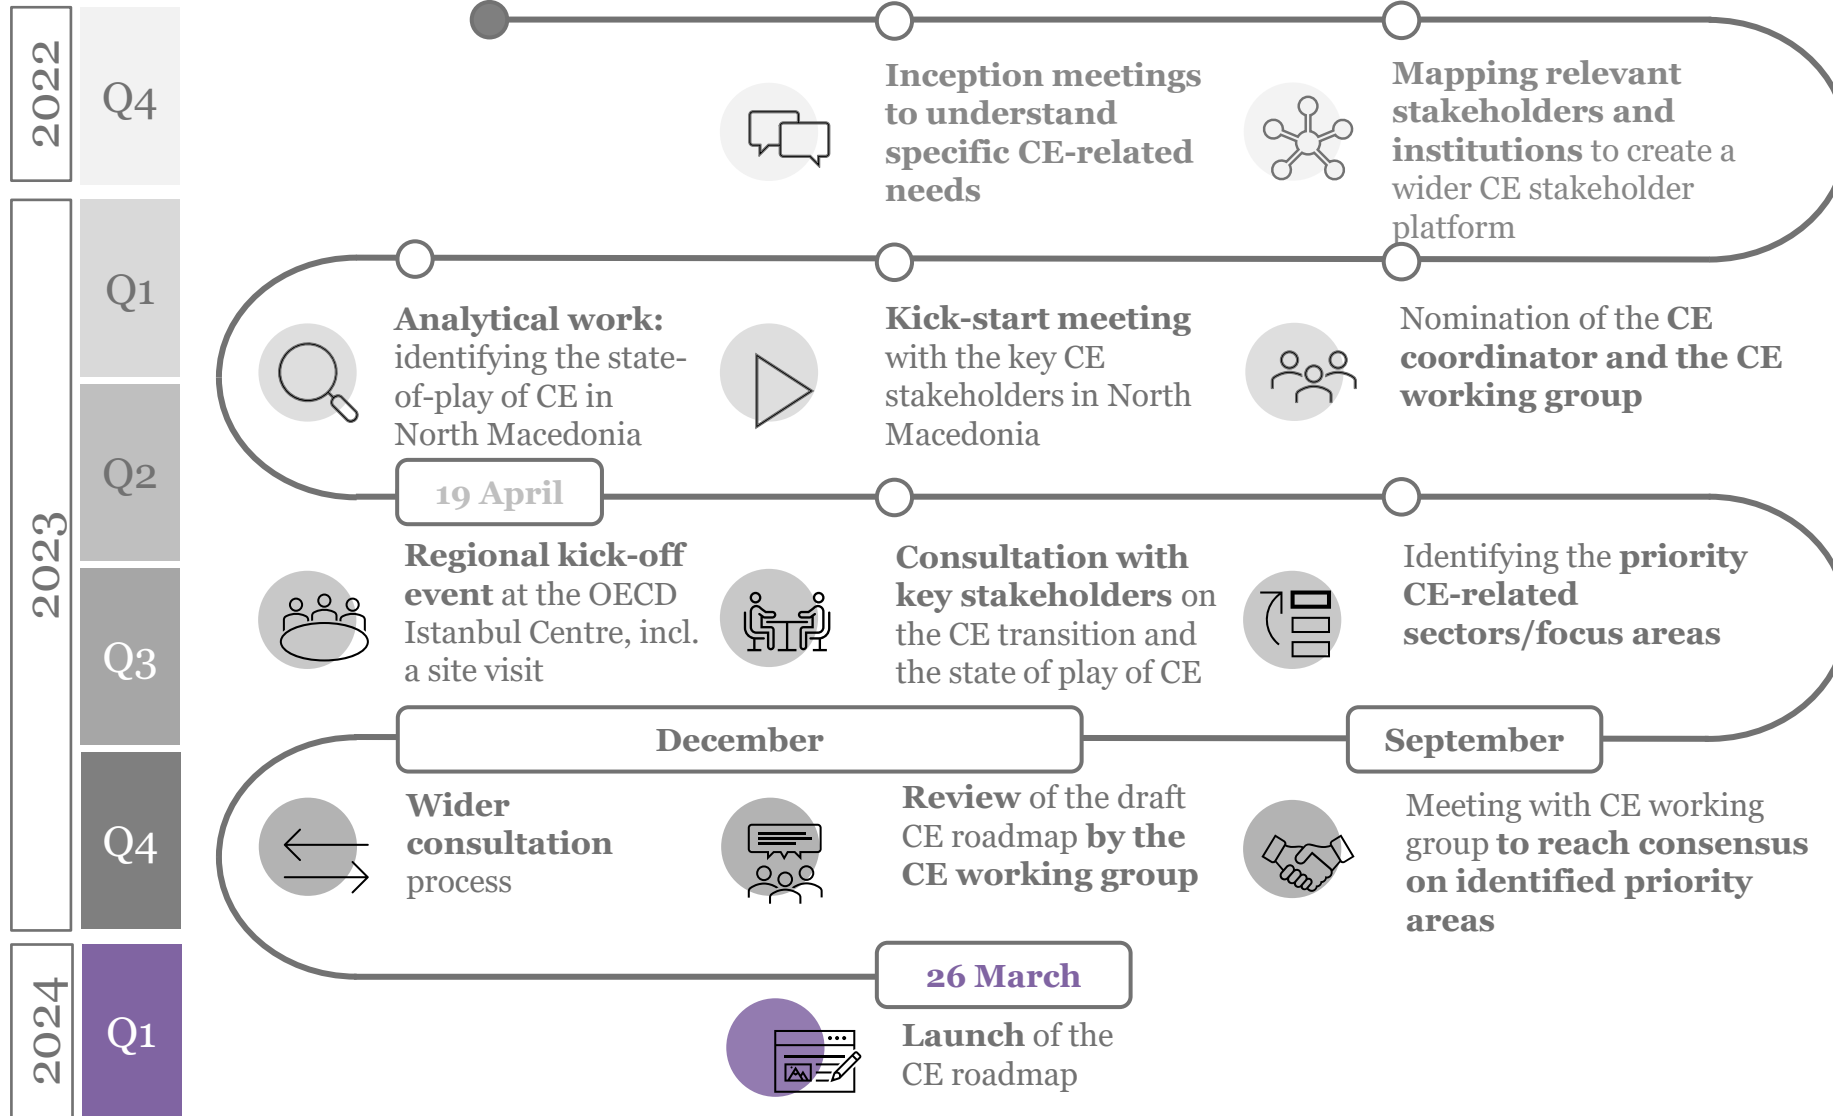 2022
Q4
Inception meetings
to understand
specific CE-related
needs
Mapping relevant
stakeholders and
institutions to create a
wider CE stakeholder
platform
2023
Q1
Analytical work:
identifying the state-
of-play of CE in
North Macedonia
Kick-start meeting
with the key CE
stakeholders in North
Macedonia
Nomination of the CE
coordinator and the CE
working group
Q2
19 April
Regional kick-off
event at the OECD
Istanbul Centre, incl.
a site visit
Consultation with
key stakeholders on
the CE transition and
the state of play of CE
Identifying the priority
CE-related
sectors/focus areas
Q3
December
September
Q4
Wider
consultation
process
Review of the draft
CE roadmap by the
CE working group
Meeting with CE working
group to reach consensus
on identified priority
areas
2024
Q1
26 March
Launch of the
CE roadmap